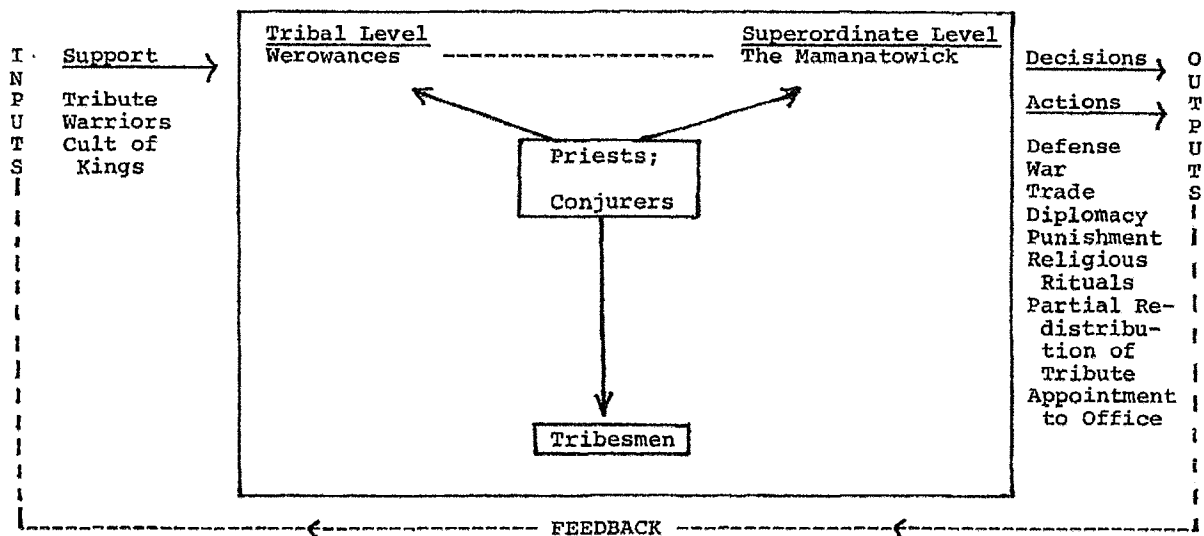 INPUTS
Support
Tribute
Warriors
Cult of
Kings
Tribal Level
Werowances
Superordinate Level
The Mamanatowick
Priests;
Conjurers
Tribesmen
Decisions
Actions
Defense
War
Trade
Diplomacy
Punishment
Religious
Rituals
Partial Re-
distribu-
tion of
Tribute
Appointment
to Office
OUTPUTS
FEEDBACK